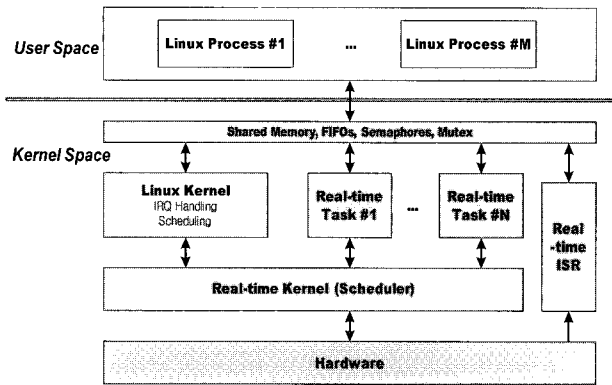 User Space
Linux Process #1
...
Linux Process #M
Shared Memory, FIFOs, Semaphores, Mutex
Kernel Space
Linux Kernel
IRQ Handling
Scheduling
Real-time
Task #1
...
Real-time
Task #N
Real
-time
ISR
Real-time Kernel (Scheduler)
Hardware